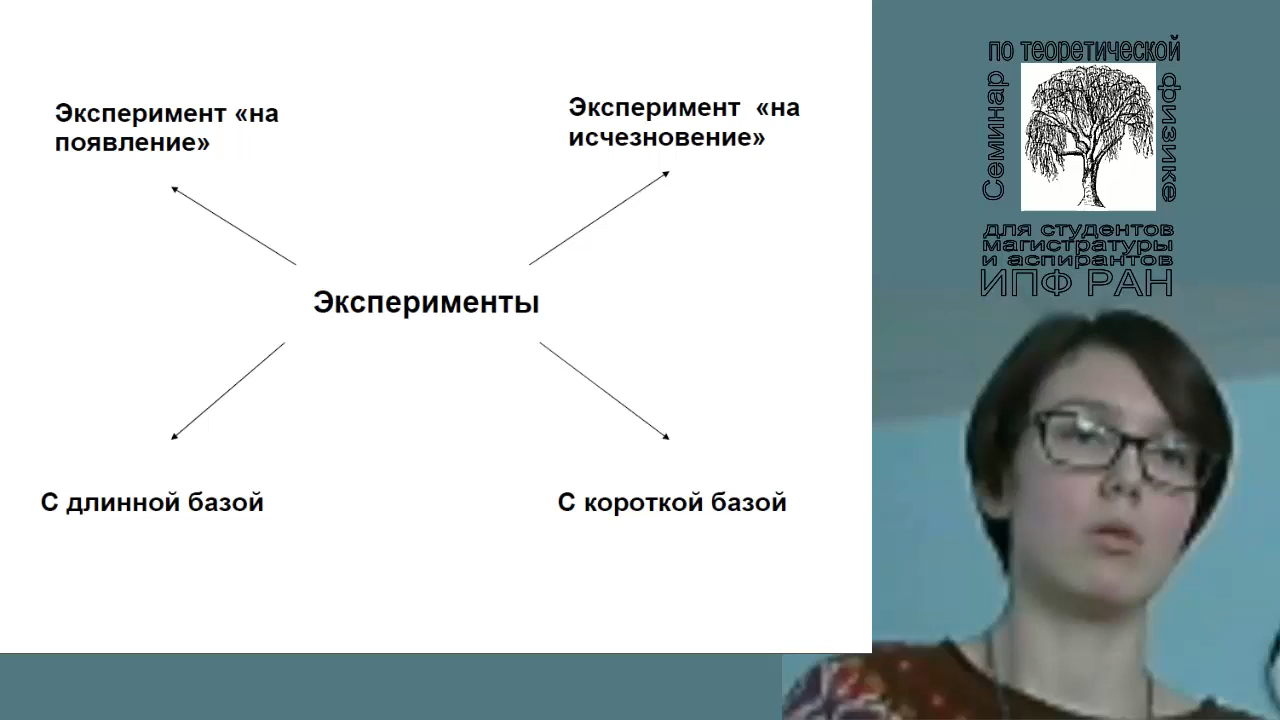 Эксперимент «на
появление»
Эксперимент «на
исчезновение»
Эксперименты
С длинной базой
С короткой базой
Семинар
по теоретической
физике
для студентов
магистратуры
и аспирантов
ИПФ РАН